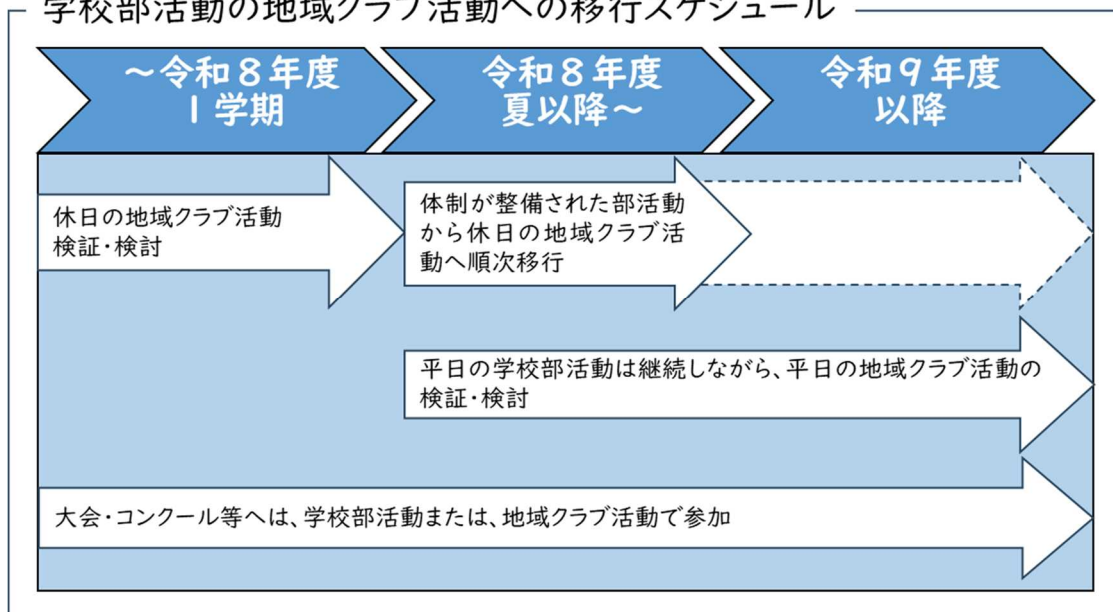 学校部活動の地域クラブ活動への移行スケジュール
～令和８年度
１学期
令和８年度
夏以降～
令和９年度
以降
休日の地域クラブ活動
検証・検討
体制が整備された部活動
から休日の地域クラブ活
動へ順次移行
平日の学校部活動は継続しながら、平日の地域クラブ活動の
検証・検討
大会・コンクール等へは、学校部活動または、地域クラブ活動で参加